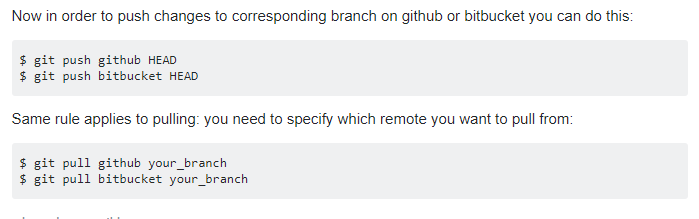 Now in order to push changes to corresponding branch on github or bitbucket you can do this:
$ git push github HEAD
$ git push bitbucket HEAD
Same rule applies to pulling: you need to specify which remote you want to pull from:
$ git pull github your_branch
$ git pull bitbucket your_branch